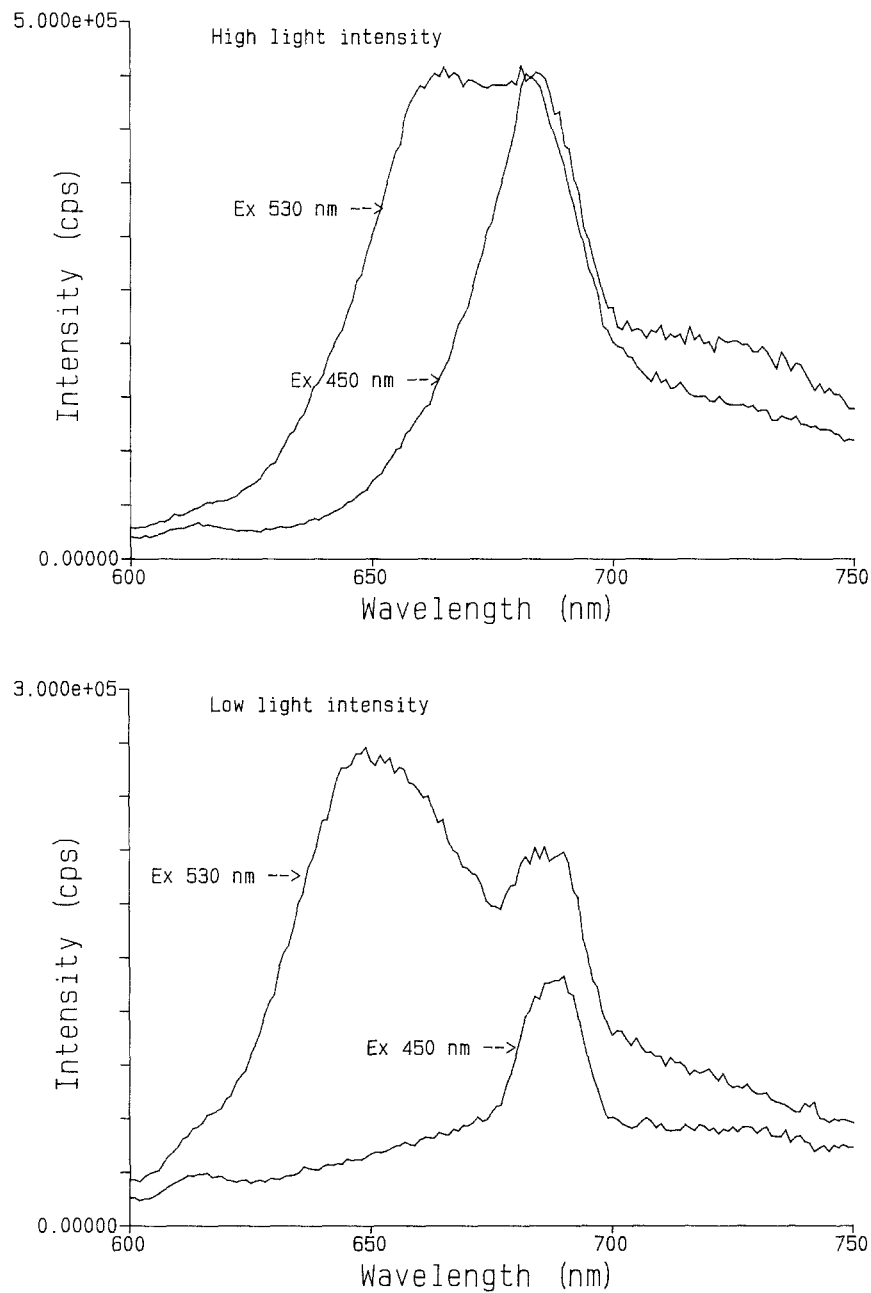 5.000e+05
High light intensity
Intensity (cps)
Ex 530 nm -->
Ex 450 nm -->
0.00000
600 650 700 750
Wavelength (nm)
3.000e+05
Low light intensity
Intensity (cps)
Ex 530 nm -->
Ex 450 nm -->
0.00000
600 650 700 750
Wavelength (nm)